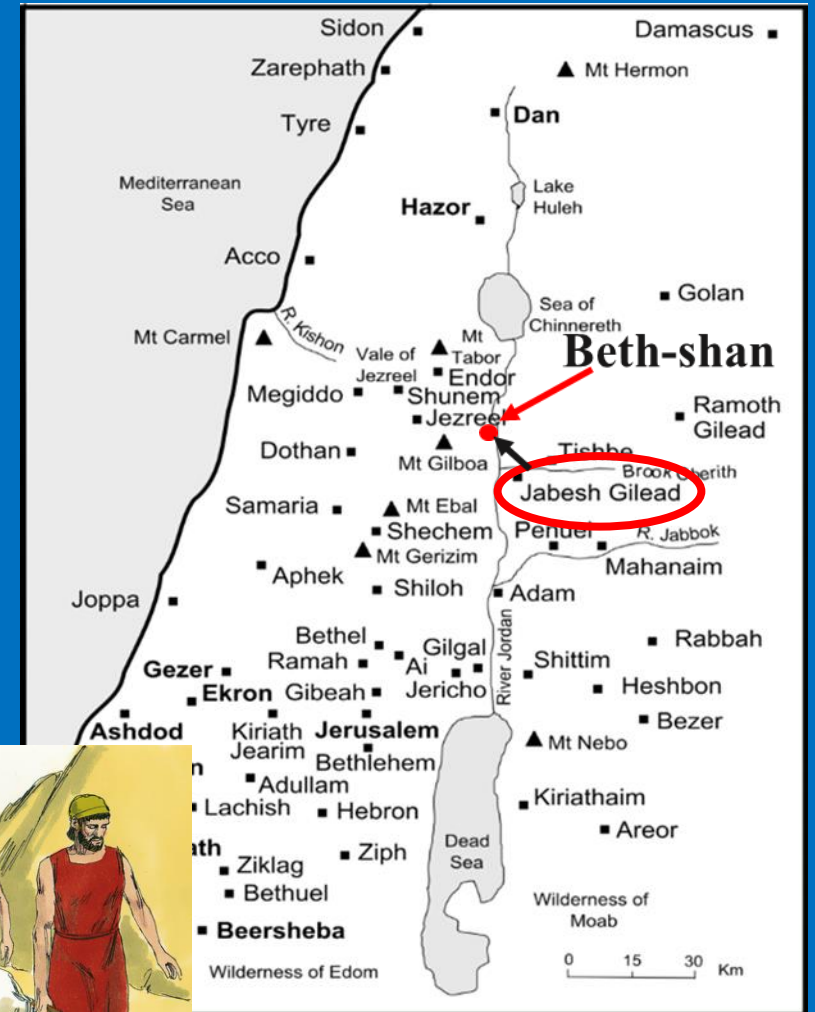 Sidon
Damascus
Zarephath
Mt Hermon
Dan
Tyre
Mediterranean
Sea
Lake
Huleh
Hazor
Acco
Golan
Sea of
Chinnereth
R. Kishon
Mt Carmel
Mt
Tabor
Beth-shan
Vale of
Jezreel
Endor
Megiddo
Shunem
Jezreel
Ramoth
Gilead
Dothan
Mt Gilboa
Tishbe
Brook Cherith
Jabesh Gilead
Samaria
Mt Ebal
Shechem
Penuel
R. Jabbok
Mt Gerizim
Mahanaim
Aphek
Shiloh
Adam
Joppa
River Jordan
Bethel
Gilgal
Rabbah
Ramah
Ai
Shittim
Gezer
Jericho
Heshbon
Ekron
Gibeah
Bezer
Ashdod
Kiriath
Jearim
Jerusalem
Mt Nebo
Bethlehem
n
Adullam
Kiriathaim
Lachish
Hebron
Areor
Dead
Sea
ath
Ziph
Ziklag
Bethuel
Wilderness of
Moab
Beersheba
Wilderness of Edom
0 15 30
Km